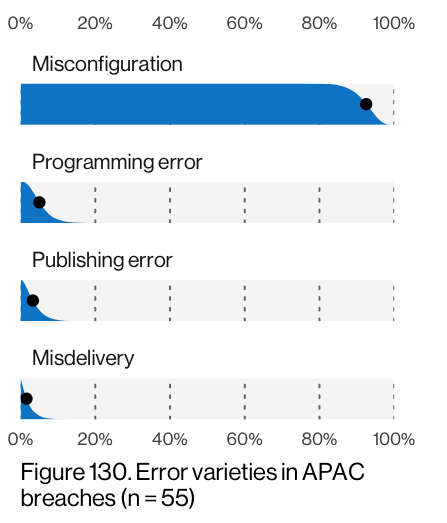 0% 20% 40% 60% 80% 100%
Misconfiguration
Programming error
Publishing error
Misdelivery
0% 20% 40% 60% 80% 100%
Figure 130. Error varieties in APAC
breaches (n = 55)